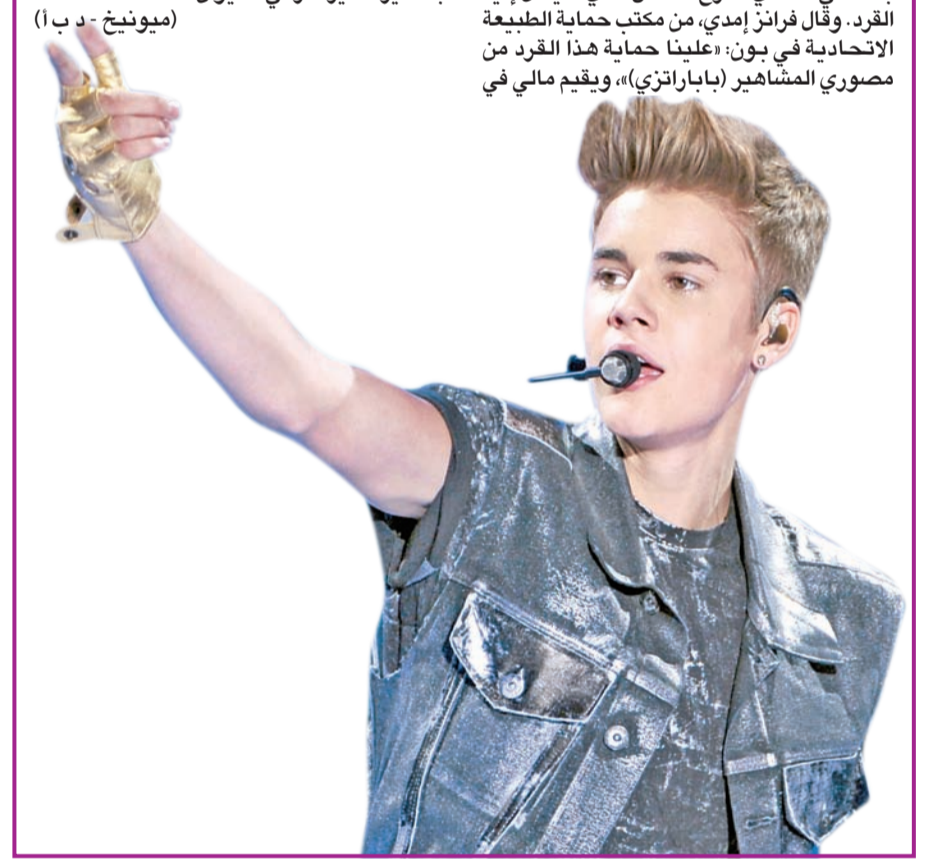 القرد. وقال فرانز إمدي، من مكتب حماية الطبيعة
الاتحادية في بون: «علينا حماية هذا القرد من
مصوري المشاهير (باباراتزي)»، ويقيم مالي في
(ميونيخ - د ب أ)